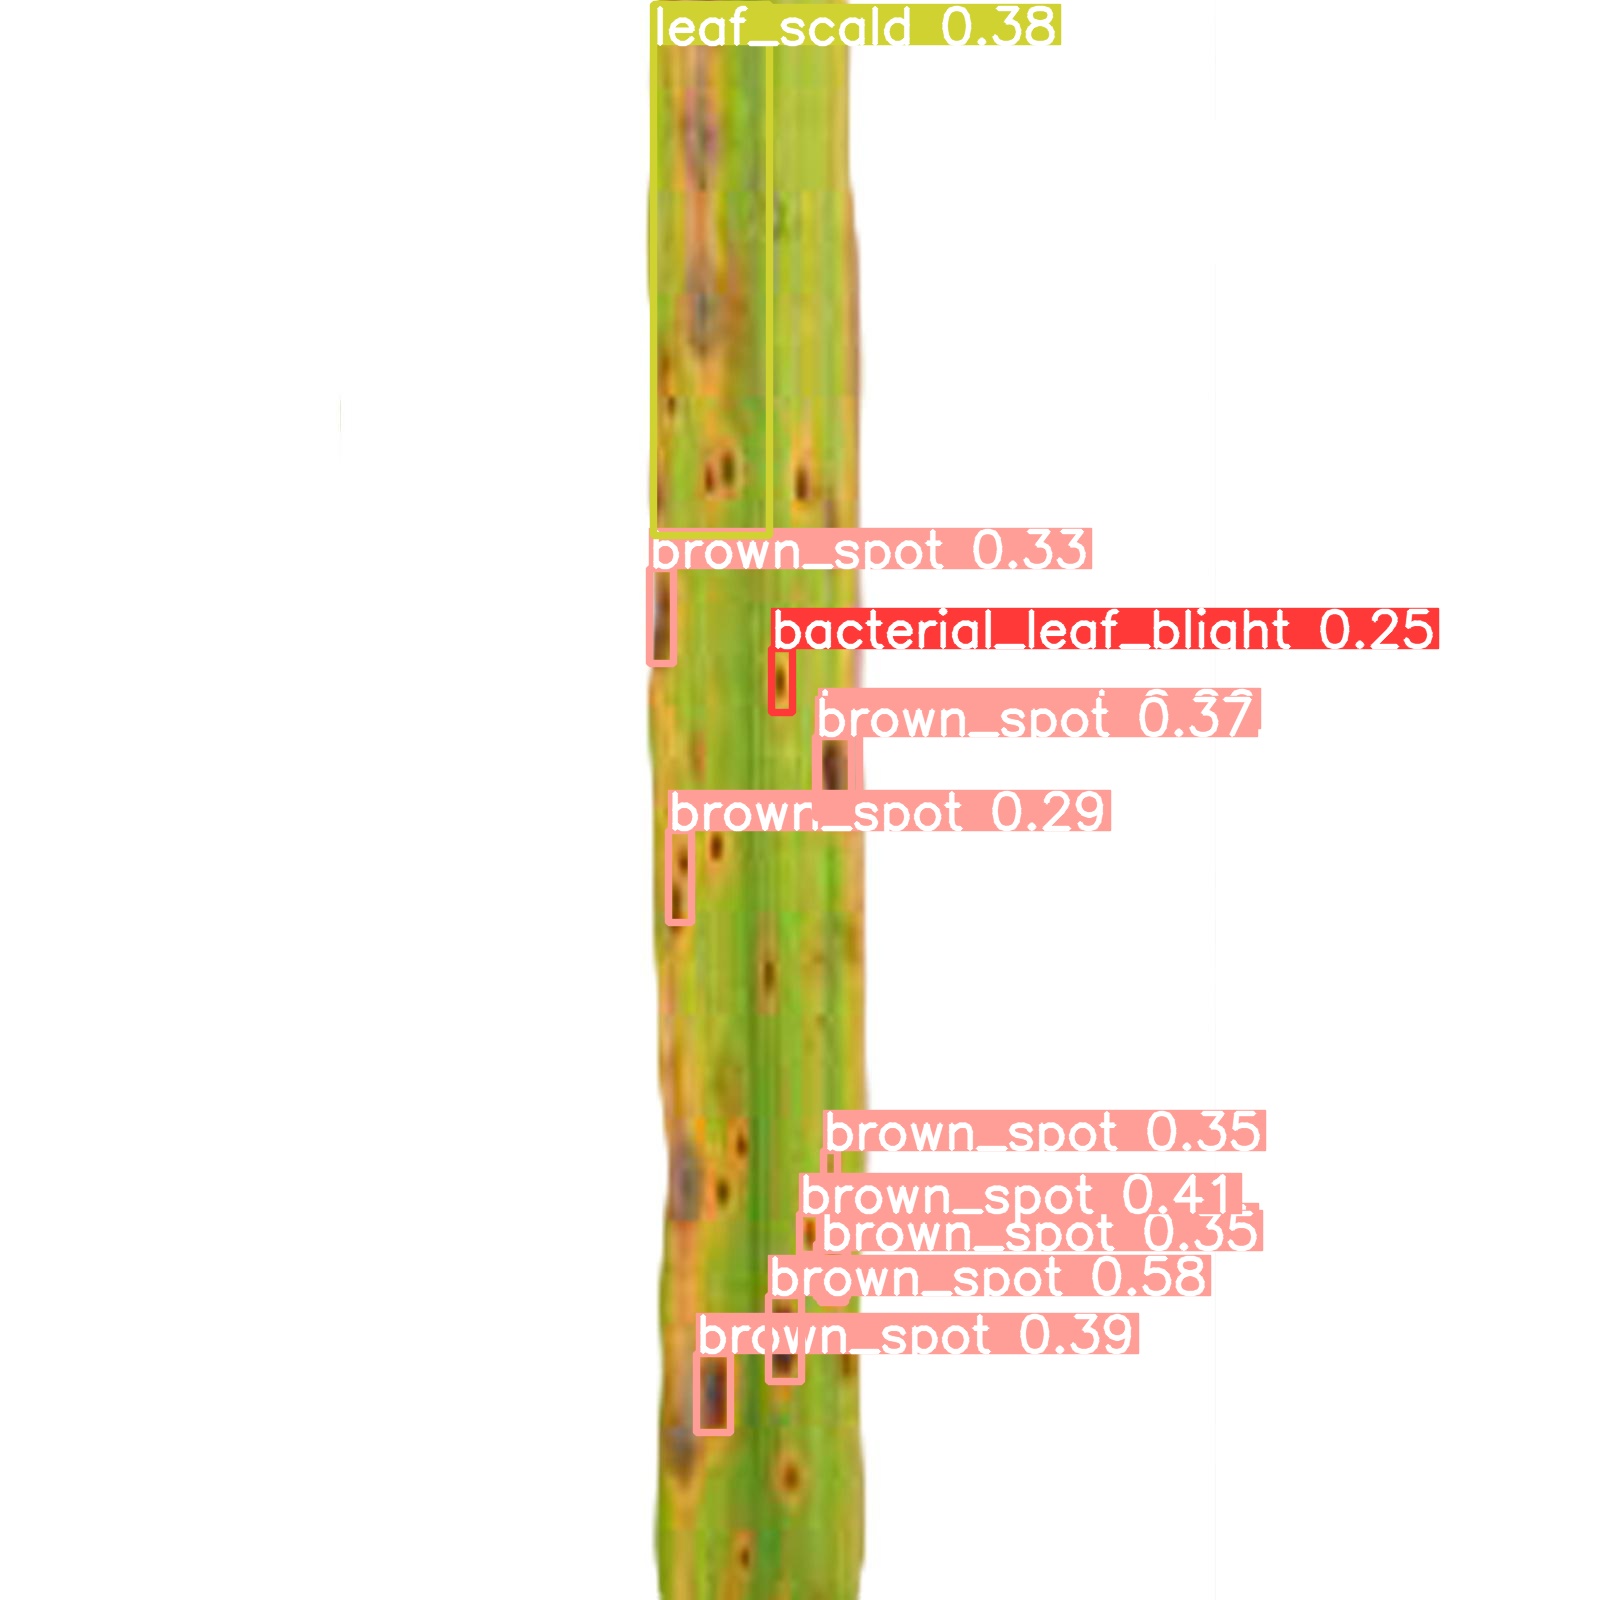 leaf_scald 0.38
brown_spot 0.33
bacterial_leaf_blight 0.25
brown_spot 0.37
brown_spot 0.29
brown_spot 0.35
brown_spot 0.41
brown_spot 0.35
brown_spot 0.58
brown_spot 0.39